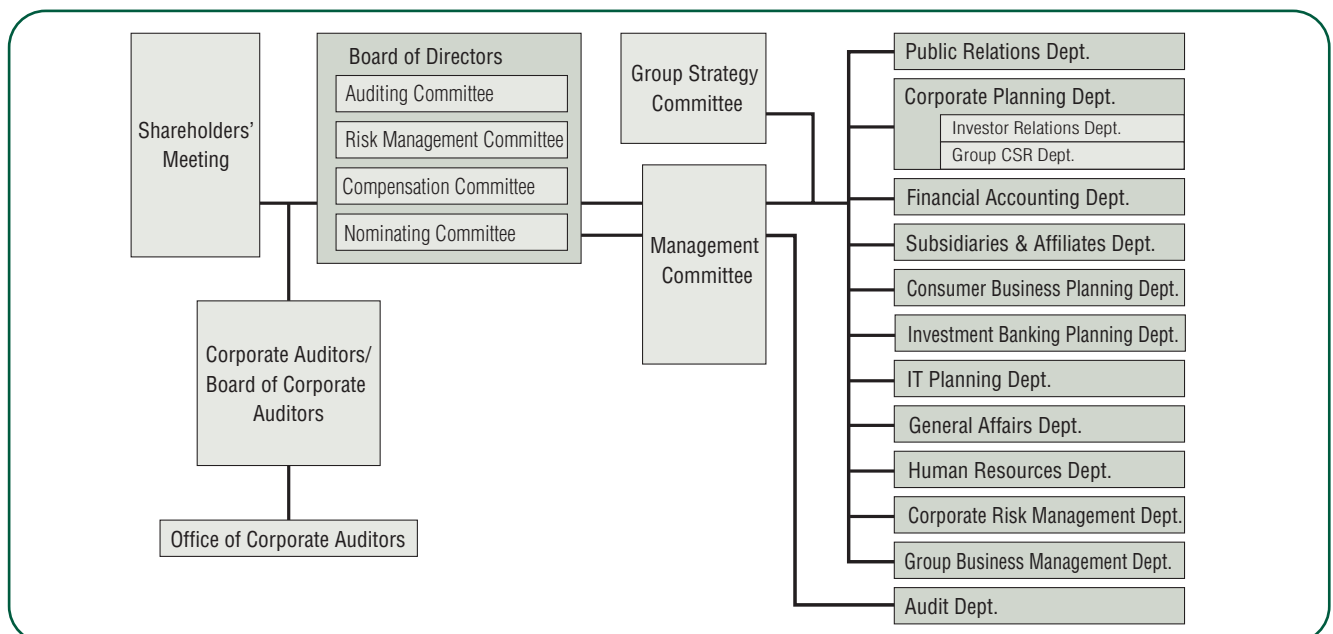 Shareholders'
Meeting
Board of Directors
Auditing Committee
Risk Management Committee
Compensation Committee
Nominating Committee
Corporate Auditors/
Board of Corporate
Auditors
Office of Corporate Auditors
Group Strategy
Committee
Management
Committee
Public Relations Dept.
Corporate Planning Dept.
Investor Relations Dept.
Group CSR Dept.
Financial Accounting Dept.
Subsidiaries & Affiliates Dept.
Consumer Business Planning Dept.
Investment Banking Planning Dept.
IT Planning Dept.
General Affairs Dept.
Human Resources Dept.
Corporate Risk Management Dept.
Group Business Management Dept.
Audit Dept.